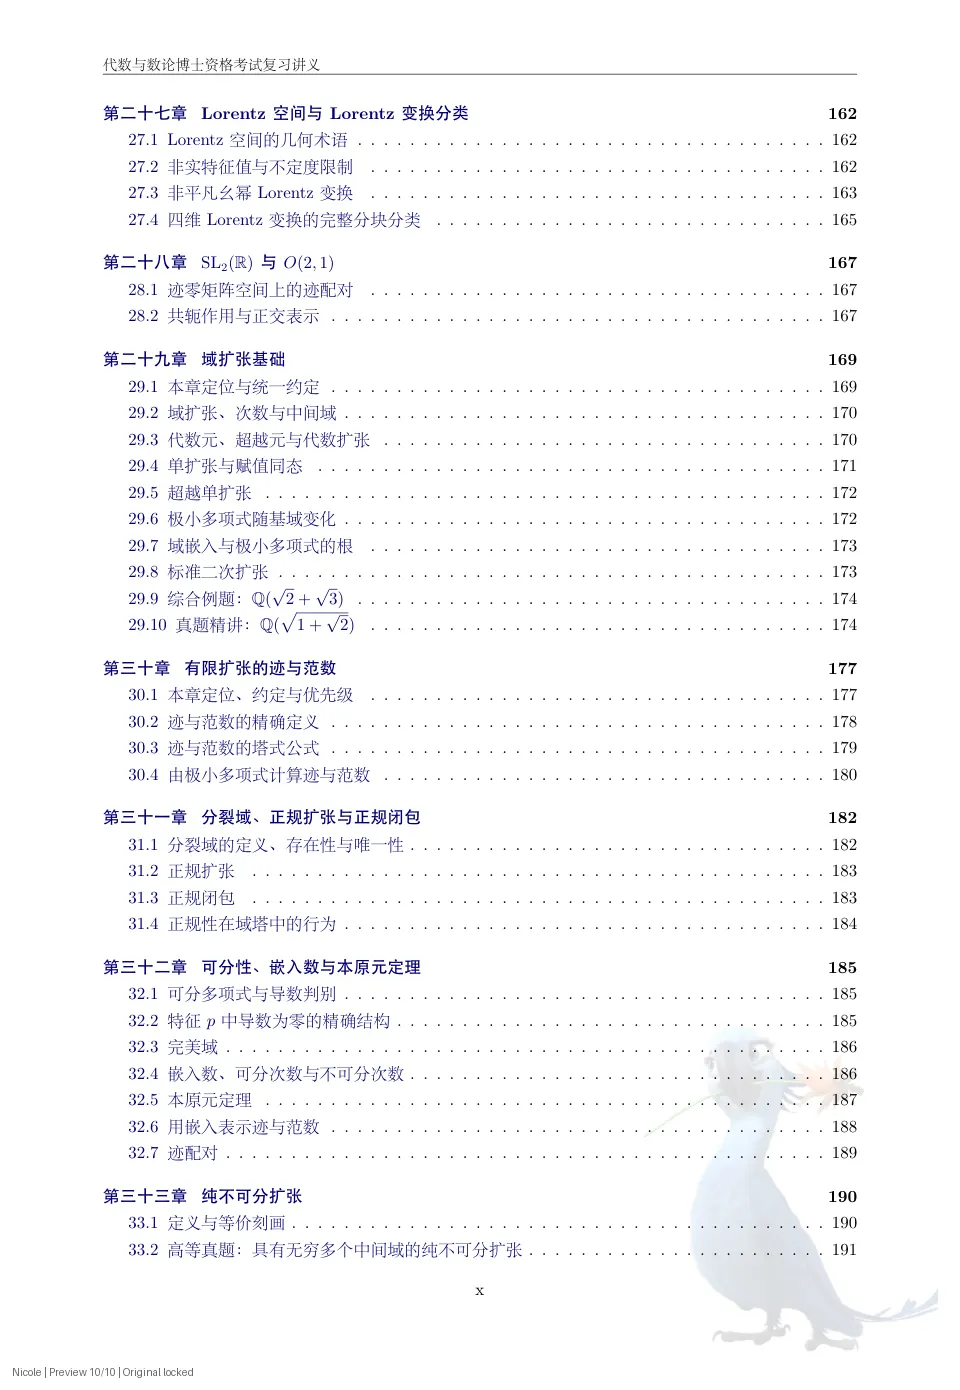 代数与数论博士资格考试复习讲义
第二十七章 Lorentz 空间与 Lorentz 变换分类 162
27.1 Lorentz 空间的几何术语 . . . . . . . . . . 162
27.2 非实特征值与不定度限制 . . . . . . . . . . 162
27.3 非平凡幺幂 Lorentz 变换 . . . . . . . . . . 163
27.4 四维 Lorentz 变换的完整分块分类 . . . . . . . . . . 165
第二十八章 SL₂(ℝ) 与 O(2,1) 167
28.1 迹零矩阵空间上的迹配对 . . . . . . . . . . 167
28.2 共轭作用与正交表示 . . . . . . . . . . 167
第二十九章 域扩张基础 169
29.1 本章定位与统一约定 . . . . . . . . . . 169
29.2 域扩张、次数与中间域 . . . . . . . . . . 170
29.3 代数元、超越元与代数扩张 . . . . . . . . . . 170
29.4 单扩张与赋值同态 . . . . . . . . . . 171
29.5 超越单扩张 . . . . . . . . . . 172
29.6 极小多项式随基域变化 . . . . . . . . . . 172
29.7 域嵌入与极小多项式的根 . . . . . . . . . . 173
29.8 标准二次扩张 . . . . . . . . . . 173
29.9 综合例题：ℚ(√2 + √3) . . . . . . . . . . 174
29.10 真题精讲：ℚ(√(1 + √2)) . . . . . . . . . . 174
第三十章 有限扩张的迹与范数 177
30.1 本章定位、约定与优先级 . . . . . . . . . . 177
30.2 迹与范数的精确定义 . . . . . . . . . . 178
30.3 迹与范数的塔式公式 . . . . . . . . . . 179
30.4 由极小多项式计算迹与范数 . . . . . . . . . . 180
第三十一章 分裂域、正规扩张与正规闭包 182
31.1 分裂域的定义、存在性与唯一性 . . . . . . . . . . 182
31.2 正规扩张 . . . . . . . . . . 183
31.3 正规闭包 . . . . . . . . . . 183
31.4 正规性在域塔中的行为 . . . . . . . . . . 184
第三十二章 可分性、嵌入数与本原元定理 185
32.1 可分多项式与导数判别 . . . . . . . . . . 185
32.2 特征 p 中导数为零的精确结构 . . . . . . . . . . 185
32.3 完美域 . . . . . . . . . . 186
32.4 嵌入数、可分次数与不可分次数 . . . . . . . . . . 186
32.5 本原元定理 . . . . . . . . . . 187
32.6 用嵌入表示迹与范数 . . . . . . . . . . 188
32.7 迹配对 . . . . . . . . . . 189
第三十三章 纯不可分扩张 190
33.1 定义与等价刻画 . . . . . . . . . . 190
33.2 高等真题：具有无穷多个中间域的纯不可分扩张 . . . . . . . . . . 191
x
Nicole | Preview 10/10 | Original locked